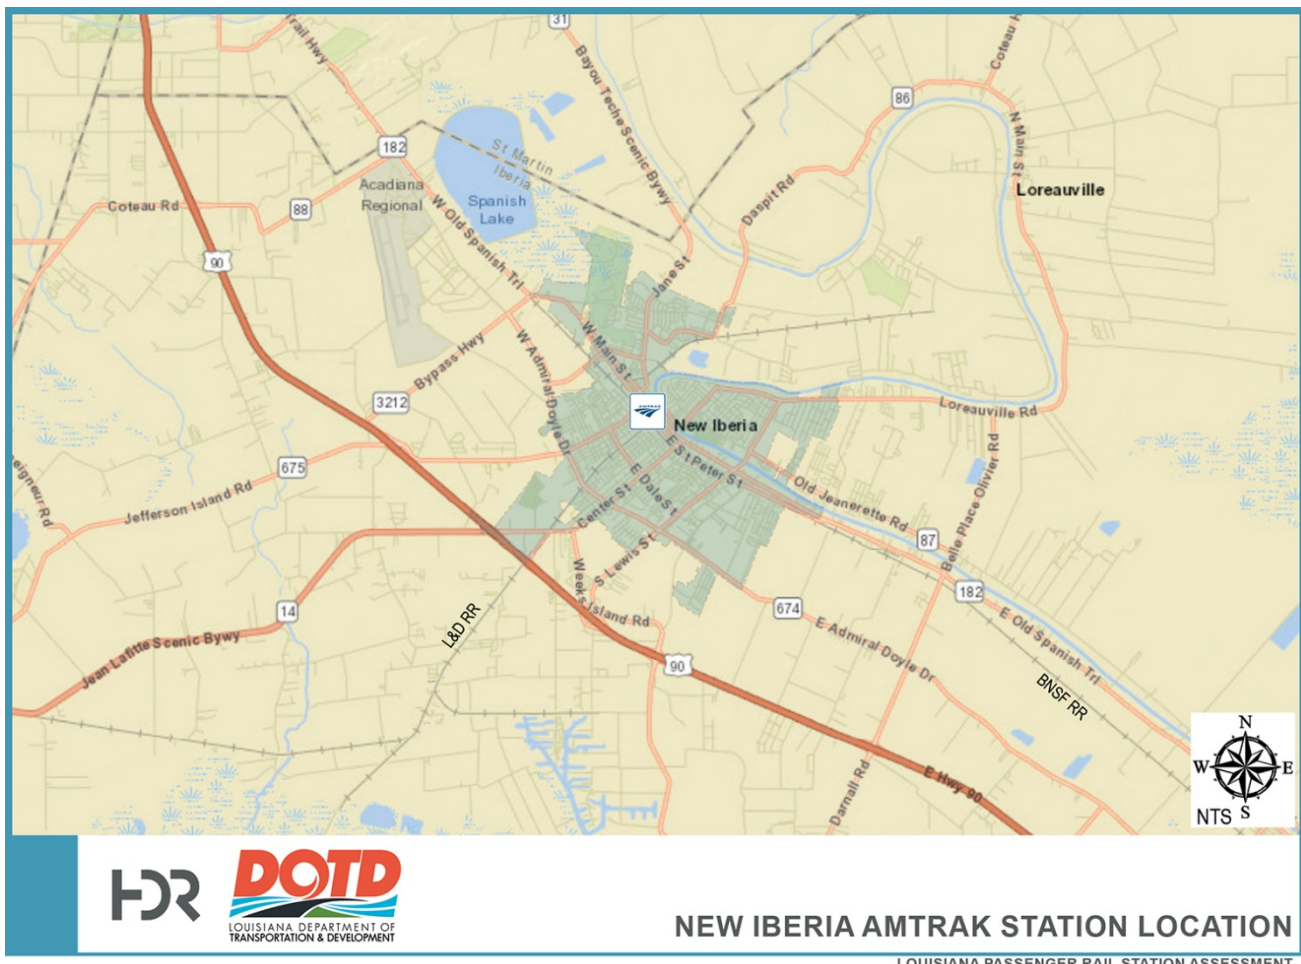 31
Trail Hwy
Bayou Teche Scenic Bywy
Coteau
86
N Main St
182
St Martin
Iberia
Acadiana
Regional
Spanish
Lake
Loreauville
Coteau Rd
88
W Old Spanish Trl
Daspit Rd
90
Jane St
W Main St
W Admiral Doyle Dr
Bypass Hwy
3212
AMTRAK
New Iberia
Loreauville Rd
675
E St Peter St
E Dale St
Center St
Old Jeanerette Rd
Belle Place Olivier Rd
Jefferson Island Rd
87
S Lewis St
Weeks Island Rd
182
14
674
L&D RR
E Admiral Doyle Dr
E Old Spanish Trl
Jean Lafitte Scenic Bywy
90
BNSF RR
Darnall Rd
E Hwy 90
N
W E
S
NTS
HDR
DOTD
LOUISIANA DEPARTMENT OF
TRANSPORTATION & DEVELOPMENT
NEW IBERIA AMTRAK STATION LOCATION
LOUISIANA PASSENGER RAIL STATION ASSESSMENT